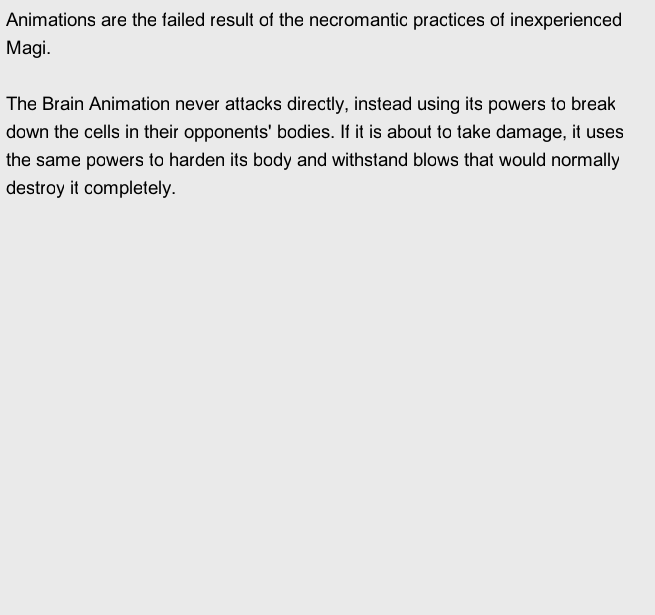 Animations are the failed result of the necromantic practices of inexperienced
Magi.
The Brain Animation never attacks directly, instead using its powers to break
down the cells in their opponents' bodies. If it is about to take damage, it uses
the same powers to harden its body and withstand blows that would normally
destroy it completely.